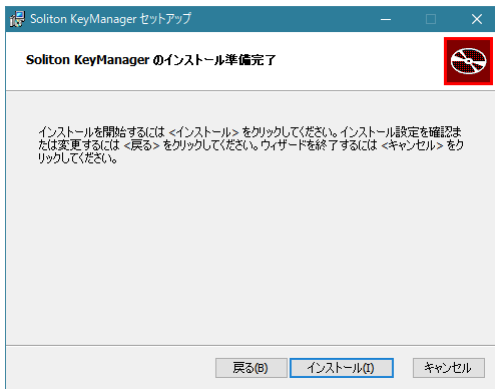 Soliton KeyManager セットアップ
Soliton KeyManager のインストール準備完了
インストールを開始するには <インストール> をクリックしてください。インストール設定を確認ま
たは変更するには <戻る> をクリックしてください。ウィザードを終了するには <キャンセル> をク
リックしてください。
戻る(B) インストール(I) キャンセル